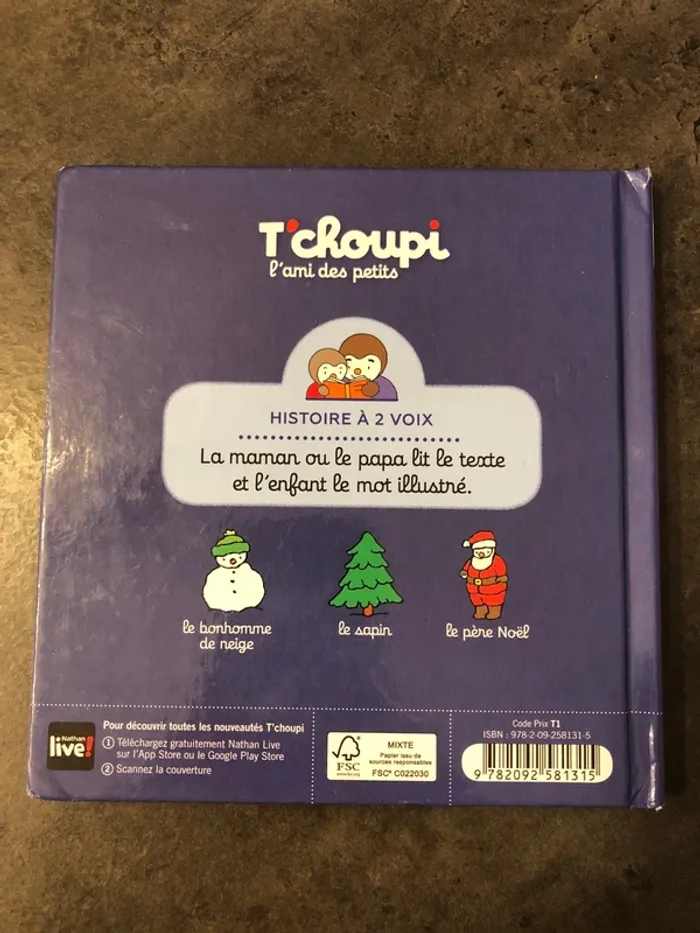 T'choupi
l'ami des petits
HISTOIRE À 2 VOIX
La maman ou le papa lit le texte
et l'enfant le mot illustré.
le bonhomme
de neige
le sapin
le père Noël
Nathan
live!
Pour découvrir toutes les nouveautés T'choupi
1 Téléchargez gratuitement Nathan Live
sur l'App Store ou le Google Play Store
2 Scannez la couverture
FSC
www.fsc.org
MIXTE
Papier issu de
sources responsables
FSC® C022030
Code Prix T1
ISBN : 978-2-09-258131-5
9 782092 581315